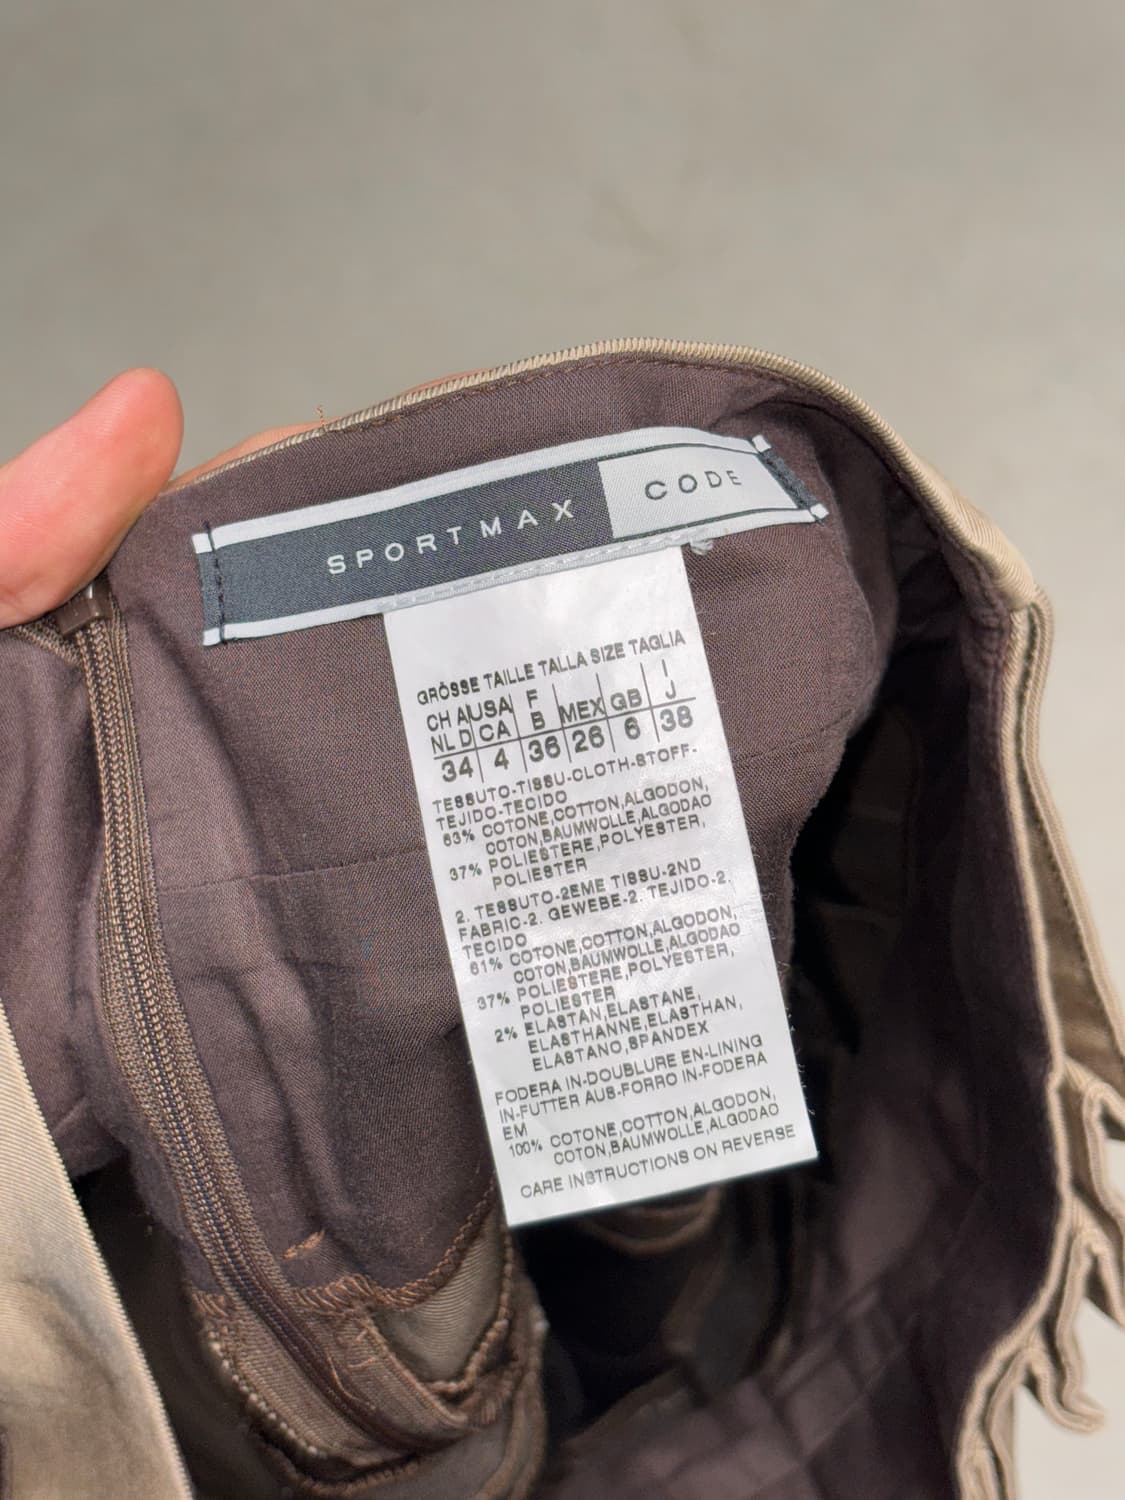 SPORTMAX CODE
GRÖSSE TAILLE TALLA SIZE TAGLIA
CH A USA F MEX GB I
NL D CA B J
34 4 36 26 6 38
TESSUTO-TISSU-CLOTH-STOFF-
TEJIDO-TECIDO
63% COTONE,COTTON,ALGODON,
COTON,BAUMWOLLE,ALGODAO
37% POLIESTERE,POLYESTER,
POLIESTER
2. TESSUTO-2EME TISSU-2ND
FABRIC-2. GEWEBE-2. TEJIDO-2.
TECIDO
61% COTONE,COTTON,ALGODON,
COTON,BAUMWOLLE,ALGODAO
37% POLIESTERE,POLYESTER,
POLIESTER
2% ELASTAN,ELASTANE,
ELASTHANNE,ELASTHAN,
ELASTANO,SPANDEX
FODERA IN-DOUBLURE EN-LINING
IN-FUTTER AUS-FORRO IN-FODERA
EM
100% COTONE,COTTON,ALGODON,
COTON,BAUMWOLLE,ALGODAO
CARE INSTRUCTIONS ON REVERSE